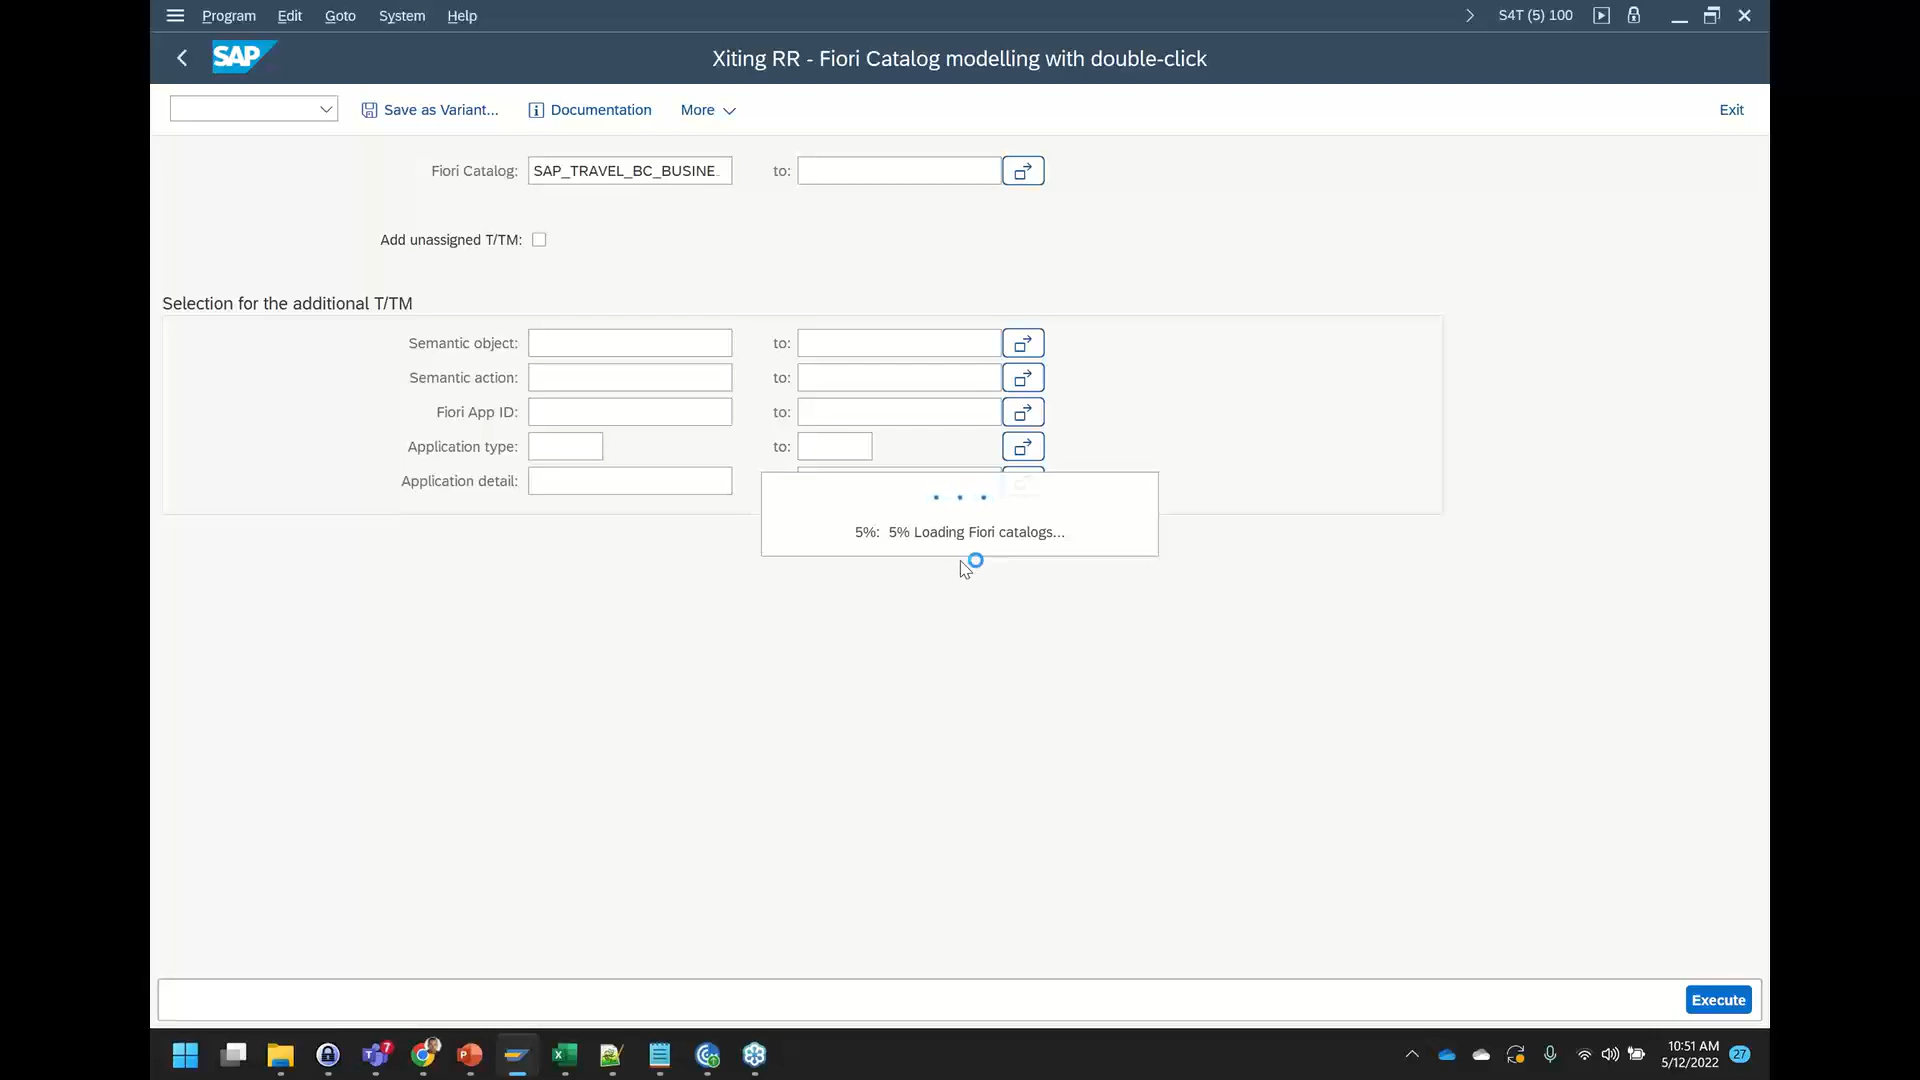 Program Edit Goto System Help
S4T (5) 100
SAP
Xiting RR - Fiori Catalog modelling with double-click
Save as Variant... Documentation More Exit
Fiori Catalog: SAP_TRAVEL_BC_BUSINE to:
Add unassigned T/TM:
Selection for the additional T/TM
Semantic object: to:
Semantic action: to:
Fiori App ID: to:
Application type: to:
Application detail:
5%: 5% Loading Fiori catalogs...
Execute
7
10:51 AM
5/12/2022
27